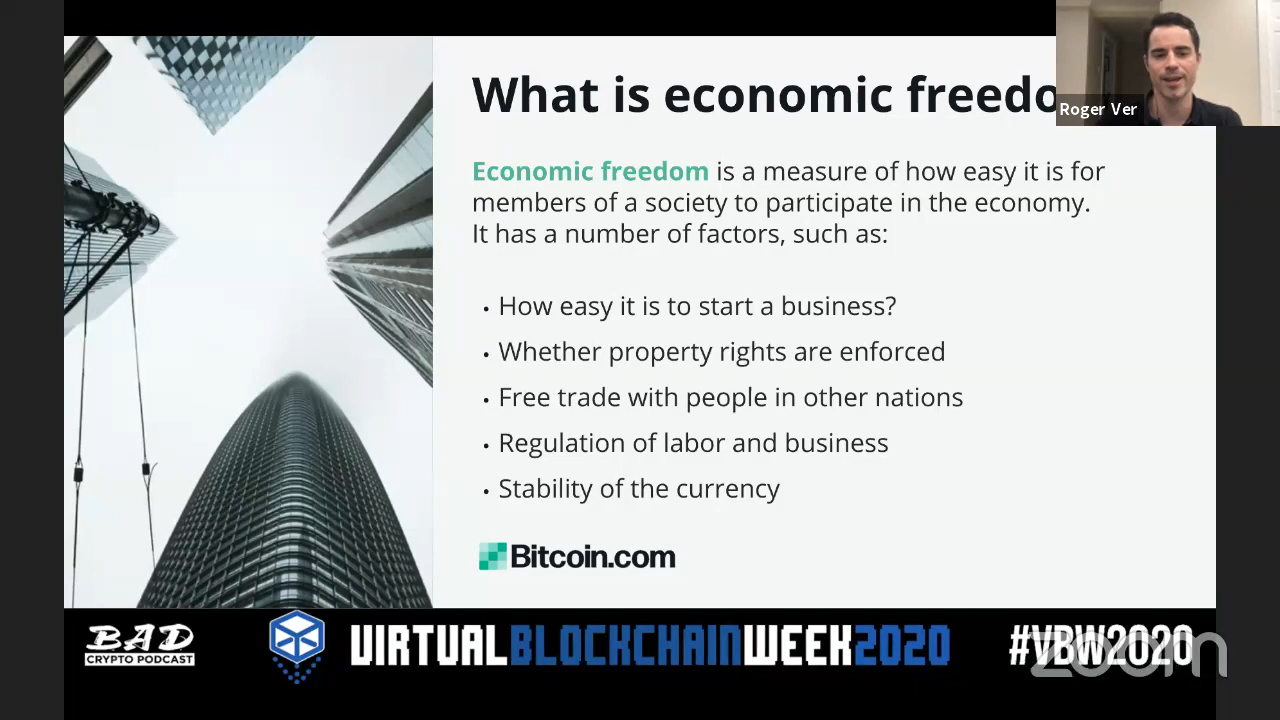 What is economic freedo
Roger Ver
Economic freedom is a measure of how easy it is for
members of a society to participate in the economy.
It has a number of factors, such as:
• How easy it is to start a business?
• Whether property rights are enforced
• Free trade with people in other nations
• Regulation of labor and business
• Stability of the currency
Bitcoin.com
BAD
CRYPTO PODCAST
VIRTUALBLOCKCHAINWEEK2020
#VBW2020
zoom